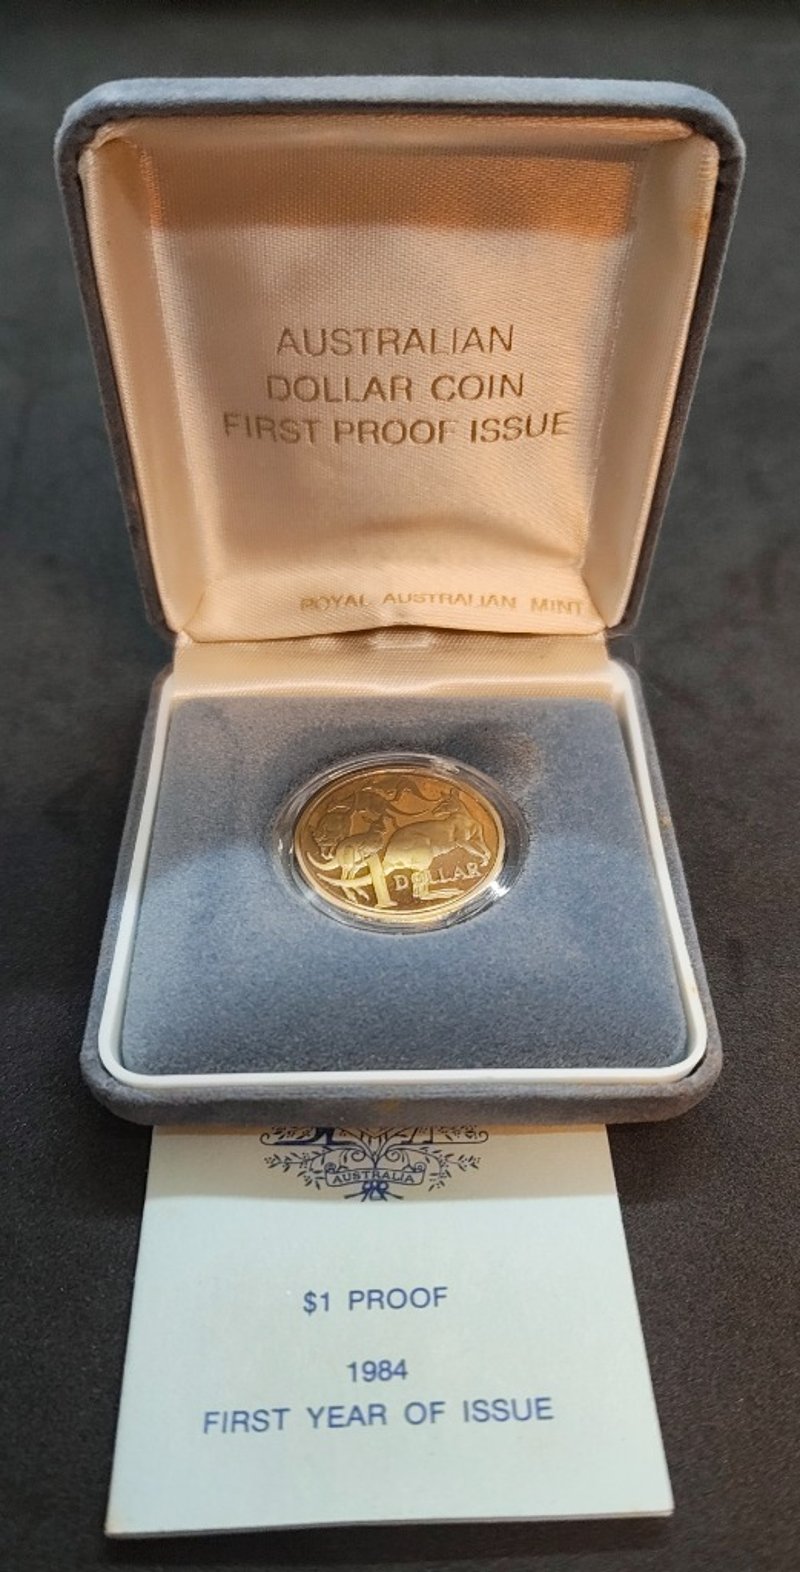 AUSTRALIAN
DOLLAR COIN
FIRST PROOF ISSUE
ROYAL AUSTRALIAN MINT
1 DOLLAR
AUSTRALIA
$1 PROOF
1984
FIRST YEAR OF ISSUE